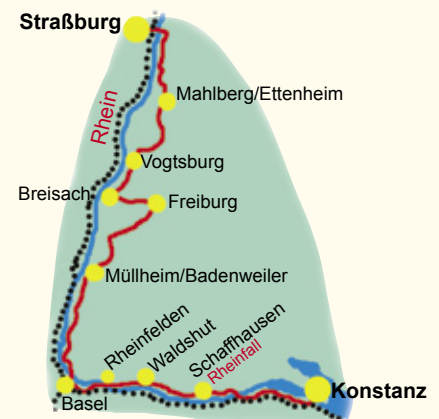 Straßburg
Rhein
Mahlberg/Ettenheim
Vogtsburg
Breisach
Freiburg
Müllheim/Badenweiler
Rheinfelden
Waldshut
Schaffhausen
Rheinfall
Basel
Konstanz